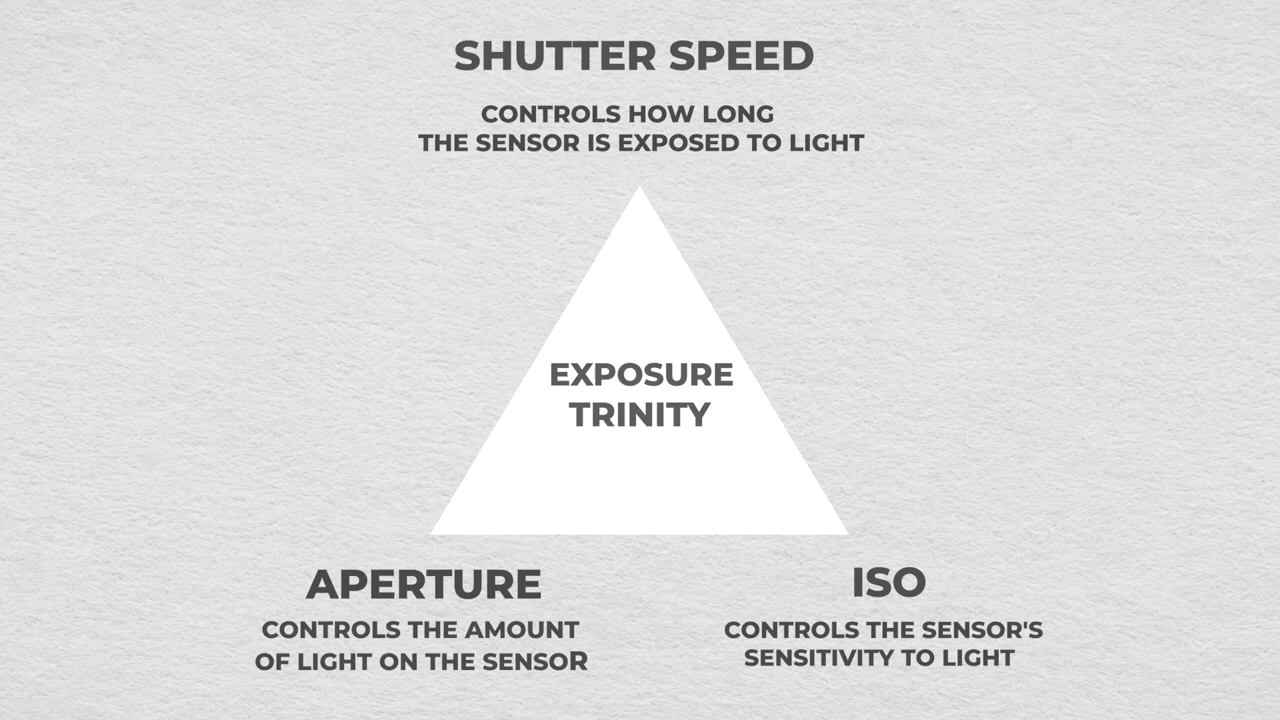 SHUTTER SPEED
CONTROLS HOW LONG
THE SENSOR IS EXPOSED TO LIGHT
EXPOSURE
TRINITY
APERTURE
CONTROLS THE AMOUNT
OF LIGHT ON THE SENSOR
ISO
CONTROLS THE SENSOR'S
SENSITIVITY TO LIGHT